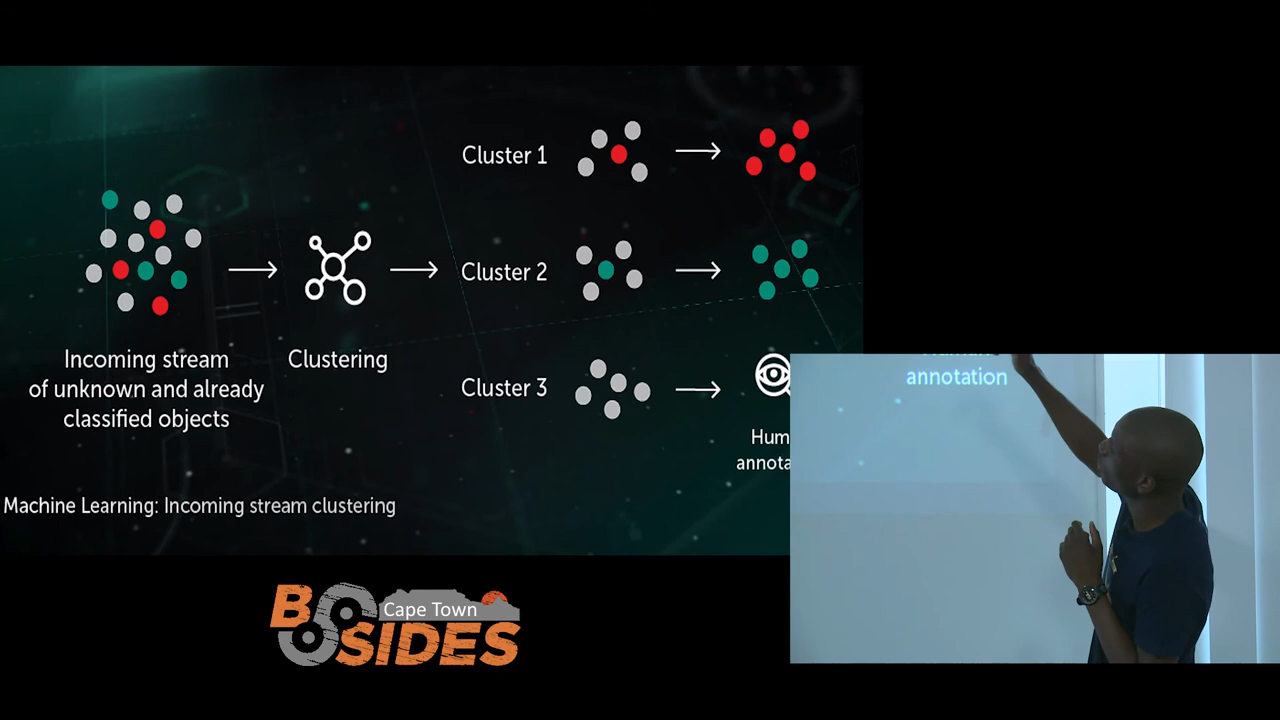 Cluster 1
Cluster 2
Cluster 3
Incoming stream
of unknown and already
classified objects
Clustering
Hum
annota
Machine Learning: Incoming stream clustering
annotation
BSIDES
Cape Town